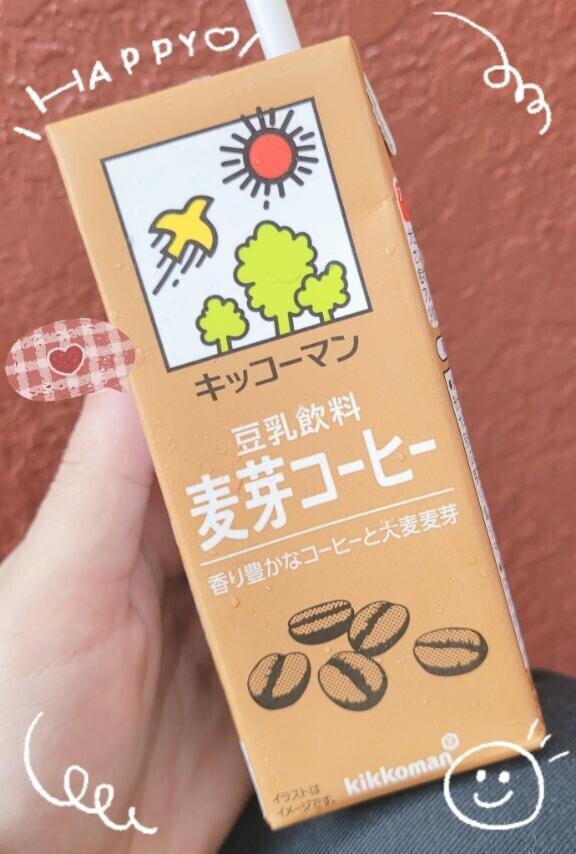 HAPPY
キッコーマン
豆乳飲料
麦芽コーヒー
香り豊かなコーヒーと大麦麦芽
kikkoman
イラストは
イメージです。